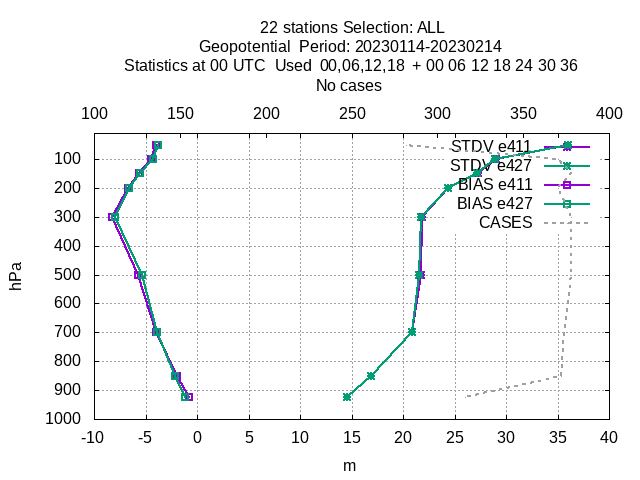 22 stations Selection: ALL
Geopotential  Period: 20230114-20230214
Statistics at 00 UTC  Used  00,06,12,18  + 00 06 12 18 24 30 36
No cases
100 150 200 250 300 350 400
STDV e411
100
STDV e427
BIAS e411
200
BIAS e427
300
CASES
400
hPa
500
600
700
800
900
1000
-10 -5 0 5 10 15 20 25 30 35 40
m